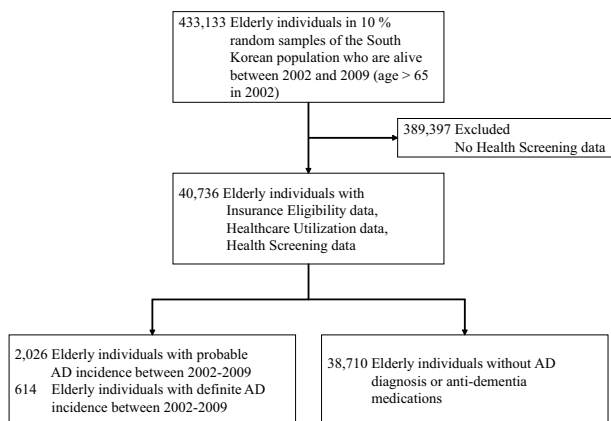 433,133 Elderly individuals in 10 %
random samples of the South
Korean population who are alive
between 2002 and 2009 (age > 65
in 2002)
389,397 Excluded
No Health Screening data
40,736 Elderly individuals with
Insurance Eligibility data,
Healthcare Utilization data,
Health Screening data
2,026 Elderly individuals with probable
AD incidence between 2002-2009
614 Elderly individuals with definite AD
incidence between 2002-2009
38,710 Elderly individuals without AD
diagnosis or anti-dementia
medications